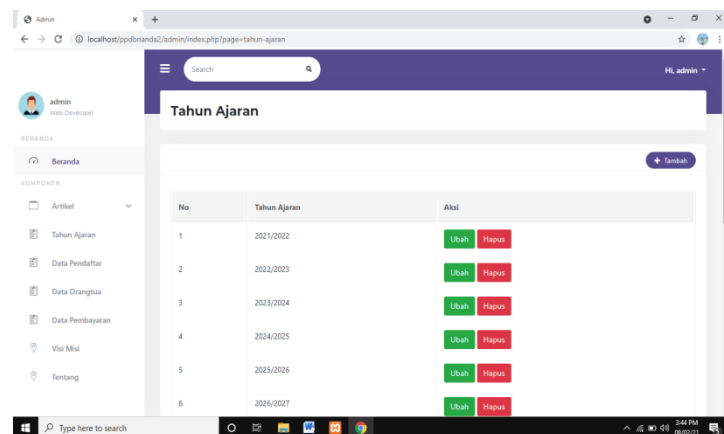 Admin
localhost/ppdbnanda2/admin/index.php?page=tahun-ajaran
Search
Hi, admin
admin
Web Developer
Tahun Ajaran
BERANDA
Beranda
+ Tambah
KOMPONEN
Artikel
Tahun Ajaran
Data Pendaftar
Data Orangtua
Data Pembayaran
Visi Misi
Tentang
No Tahun Ajaran Aksi
1 2021/2022 Ubah Hapus
2 2022/2023 Ubah Hapus
3 2023/2024 Ubah Hapus
4 2024/2025 Ubah Hapus
5 2025/2026 Ubah Hapus
6 2026/2027 Ubah Hapus
Type here to search
3:44 PM
08/02/21